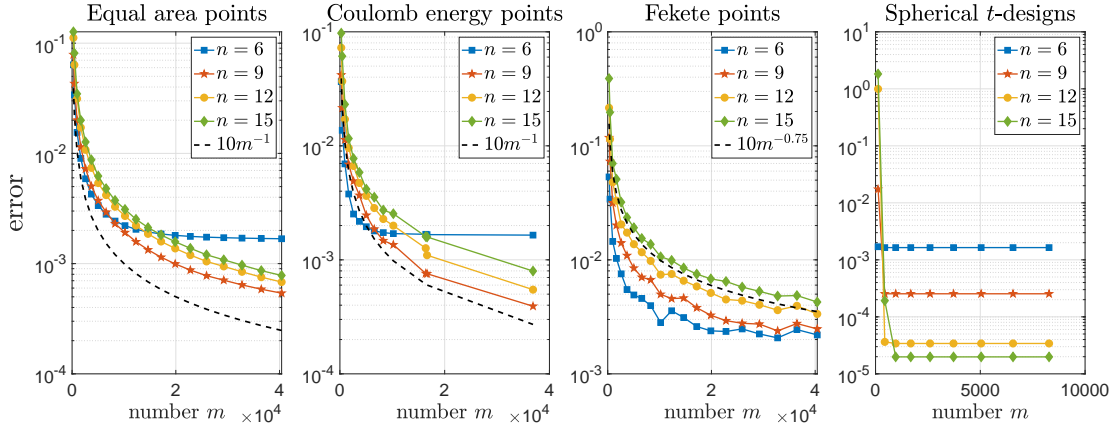 Equal area points
Coulomb energy points
Fekete points
Spherical t-designs
error
10^-1
10^-2
10^-3
10^-4
n = 6
n = 9
n = 12
n = 15
10m^-1
0
2
4
×10^4
number m
10^-1
10^-2
10^-3
10^-4
n = 6
n = 9
n = 12
n = 15
10m^-1
0
2
4
×10^4
number m
10^0
10^-1
10^-2
10^-3
n = 6
n = 9
n = 12
n = 15
10m^-0.75
0
2
4
×10^4
number m
10^1
10^0
10^-1
10^-2
10^-3
10^-4
10^-5
n = 6
n = 9
n = 12
n = 15
0
5000
10000
number m